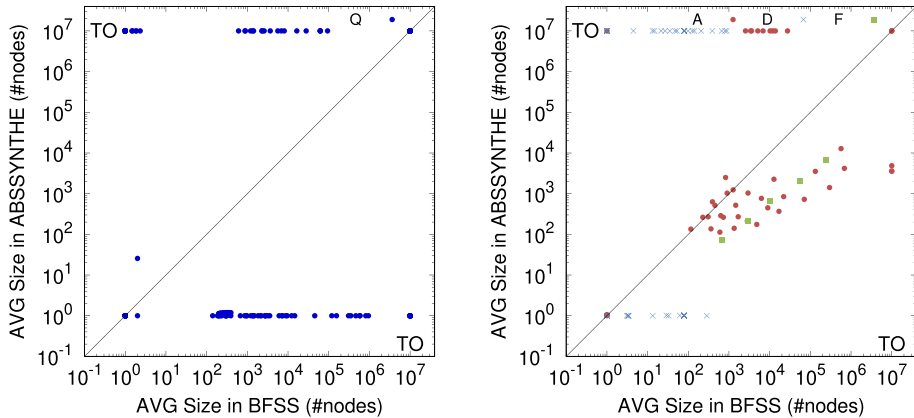 Q
TO
10^7
10^6
10^5
10^4
10^3
10^2
10^1
10^0
10^-1
AVG Size in ABSSYNTHE (#nodes)
TO
10^-1 10^0 10^1 10^2 10^3 10^4 10^5 10^6 10^7
AVG Size in BFSS (#nodes)
A D F
TO
10^7
10^6
10^5
10^4
10^3
10^2
10^1
10^0
10^-1
AVG Size in ABSSYNTHE (#nodes)
TO
10^-1 10^0 10^1 10^2 10^3 10^4 10^5 10^6 10^7
AVG Size in BFSS (#nodes)